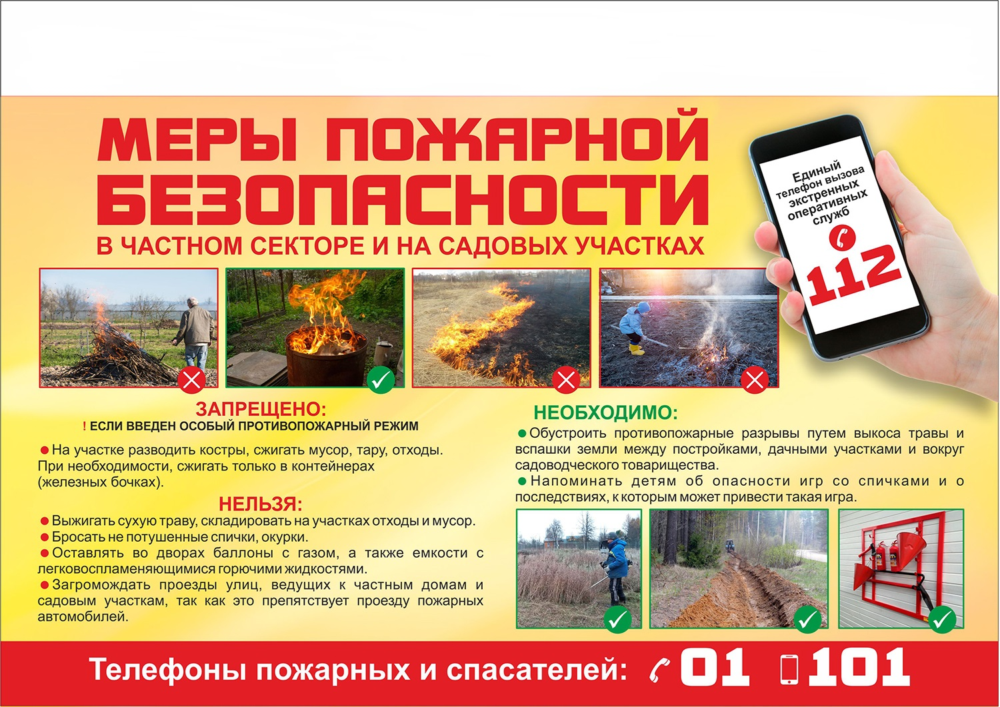 МЕРЫ ПОЖАРНОЙ
БЕЗОПАСНОСТИ
В ЧАСТНОМ СЕКТОРЕ И НА САДОВЫХ УЧАСТКАХ
Единый
телефон вызова
экстренных
оперативных
служб
112
ЗАПРЕЩЕНО:
! ЕСЛИ ВВЕДЕН ОСОБЫЙ ПРОТИВОПОЖАРНЫЙ РЕЖИМ
● На участке разводить костры, сжигать мусор, тару, отходы.
При необходимости, сжигать только в контейнерах
(железных бочках).
НЕЛЬЗЯ:
● Выжигать сухую траву, складировать на участках отходы и мусор.
● Бросать не потушенные спички, окурки.
● Оставлять во дворах баллоны с газом, а также емкости с
легковоспламеняющимися горючими жидкостями.
● Загромождать проезды улиц, ведущих к частным домам и
садовым участкам, так как это препятствует проезду пожарных
автомобилей.
НЕОБХОДИМО:
● Обустроить противопожарные разрывы путем выкоса травы и
вспашки земли между постройками, дачными участками и вокруг
садоводческого товарищества.
● Напоминать детям об опасности игр со спичками и о
последствиях, к которым может привести такая игра.
Телефоны пожарных и спасателей: 01 101